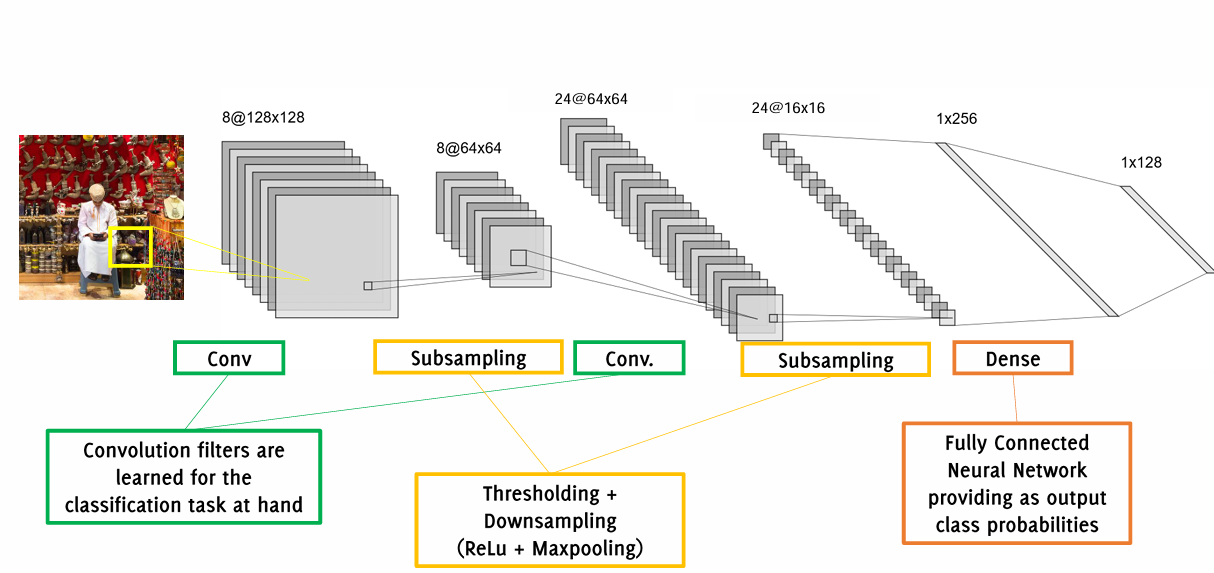 8@128x128
8@64x64
24@64x64
24@16x16
1x256
1x128
Conv
Subsampling
Conv.
Subsampling
Dense
Convolution filters are
learned for the
classification task at hand
Thresholding +
Downsampling
(ReLu + Maxpooling)
Fully Connected
Neural Network
providing as output
class probabilities